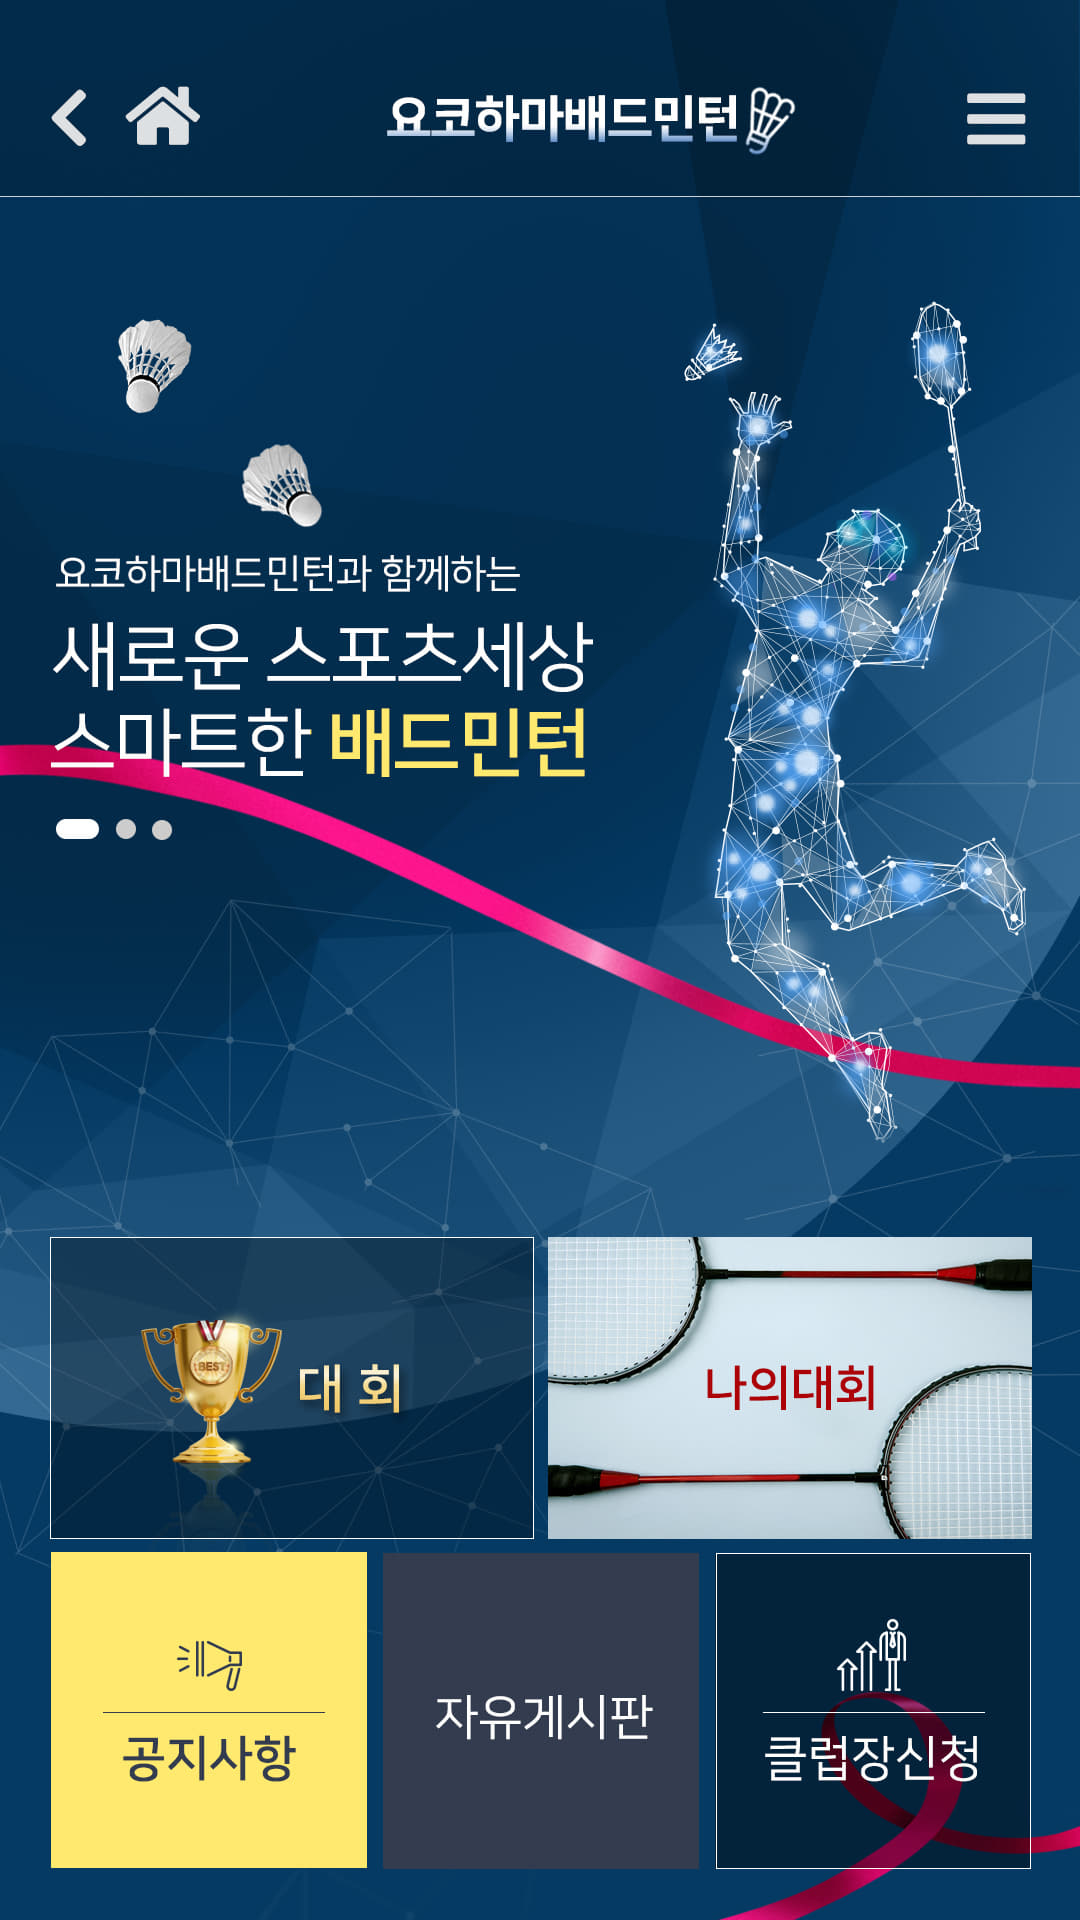 요코하마배드민턴
요코하마배드민턴과 함께하는
새로운 스포츠세상
스마트한 배드민턴
BEST
대 회
나의대회
공지사항
자유게시판
클럽장신청